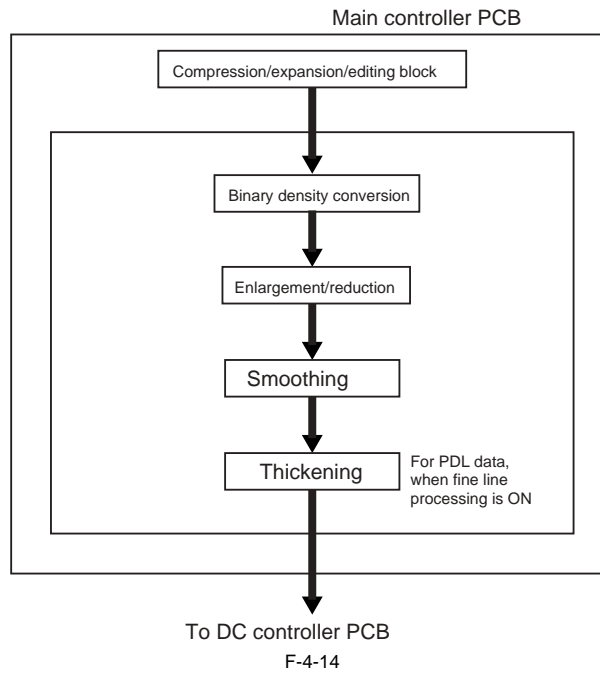 Main controller PCB
Compression/expansion/editing block
Binary density conversion
Enlargement/reduction
Smoothing
Thickening
For PDL data,
when fine line
processing is ON
To DC controller PCB
F-4-14